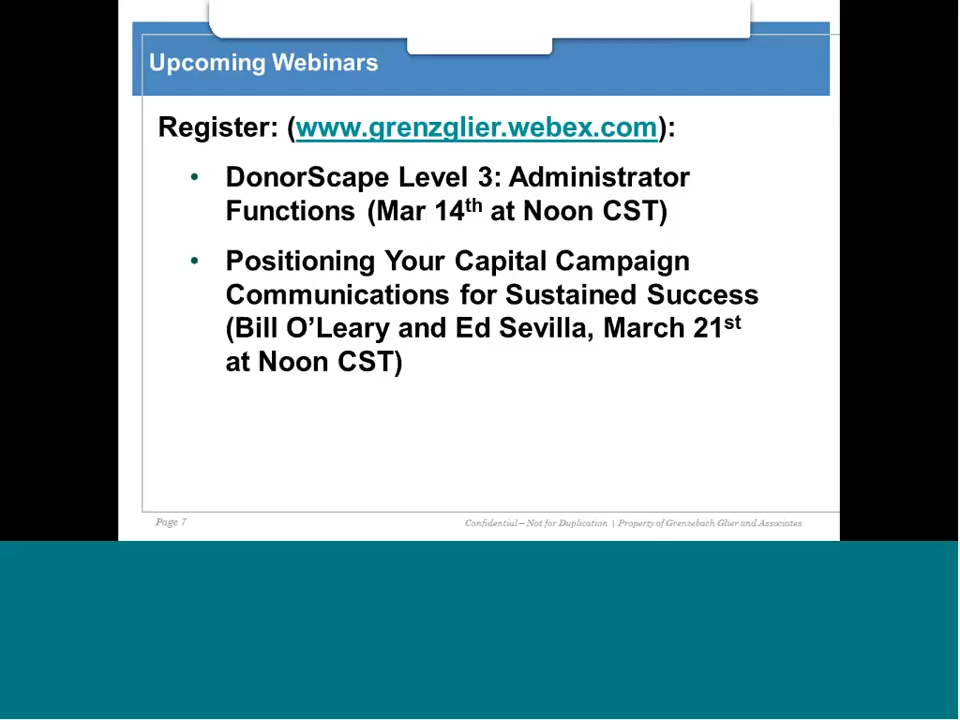 Upcoming Webinars
Register: (www.grenzglier.webex.com):
• DonorScape Level 3: Administrator
Functions (Mar 14th at Noon CST)
• Positioning Your Capital Campaign
Communications for Sustained Success
(Bill O’Leary and Ed Sevilla, March 21st
at Noon CST)
Page 7
Confidential – Not for Duplication | Property of Grenzebach Glier and Associates